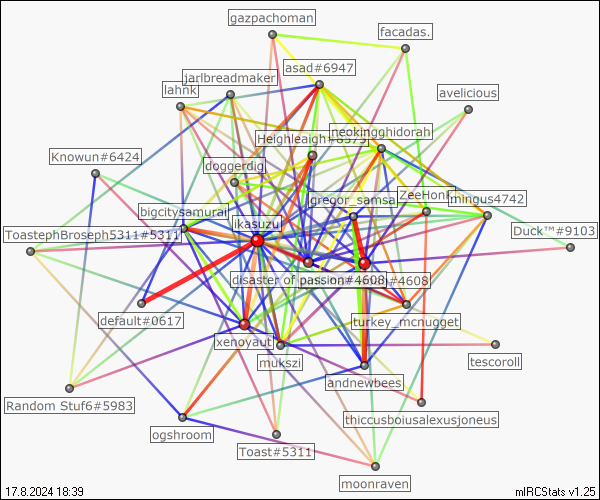 gazpachoman
facadas.
asad#6947
jarlbreadmaker
lahnk
avelicious
neokingghidorah
Heighleaigh#6375
Knowun#6424
doggerdig
gregor_samsa
ZeeHonk
mingus4742
bigcitysamurai
ikasuzu
Duck™#9103
ToastephBroseph5311#5311
disaster of passion#4608
#4608
default#0617
turkey_mcnugget
xenoyaut
mukszi
tescoroll
andnewbees
Random Stuf6#5983
thiccusboiusalexusjoneus
ogshroom
Toast#5311
moonraven
17.8.2024 18:39
mIRCStats v1.25